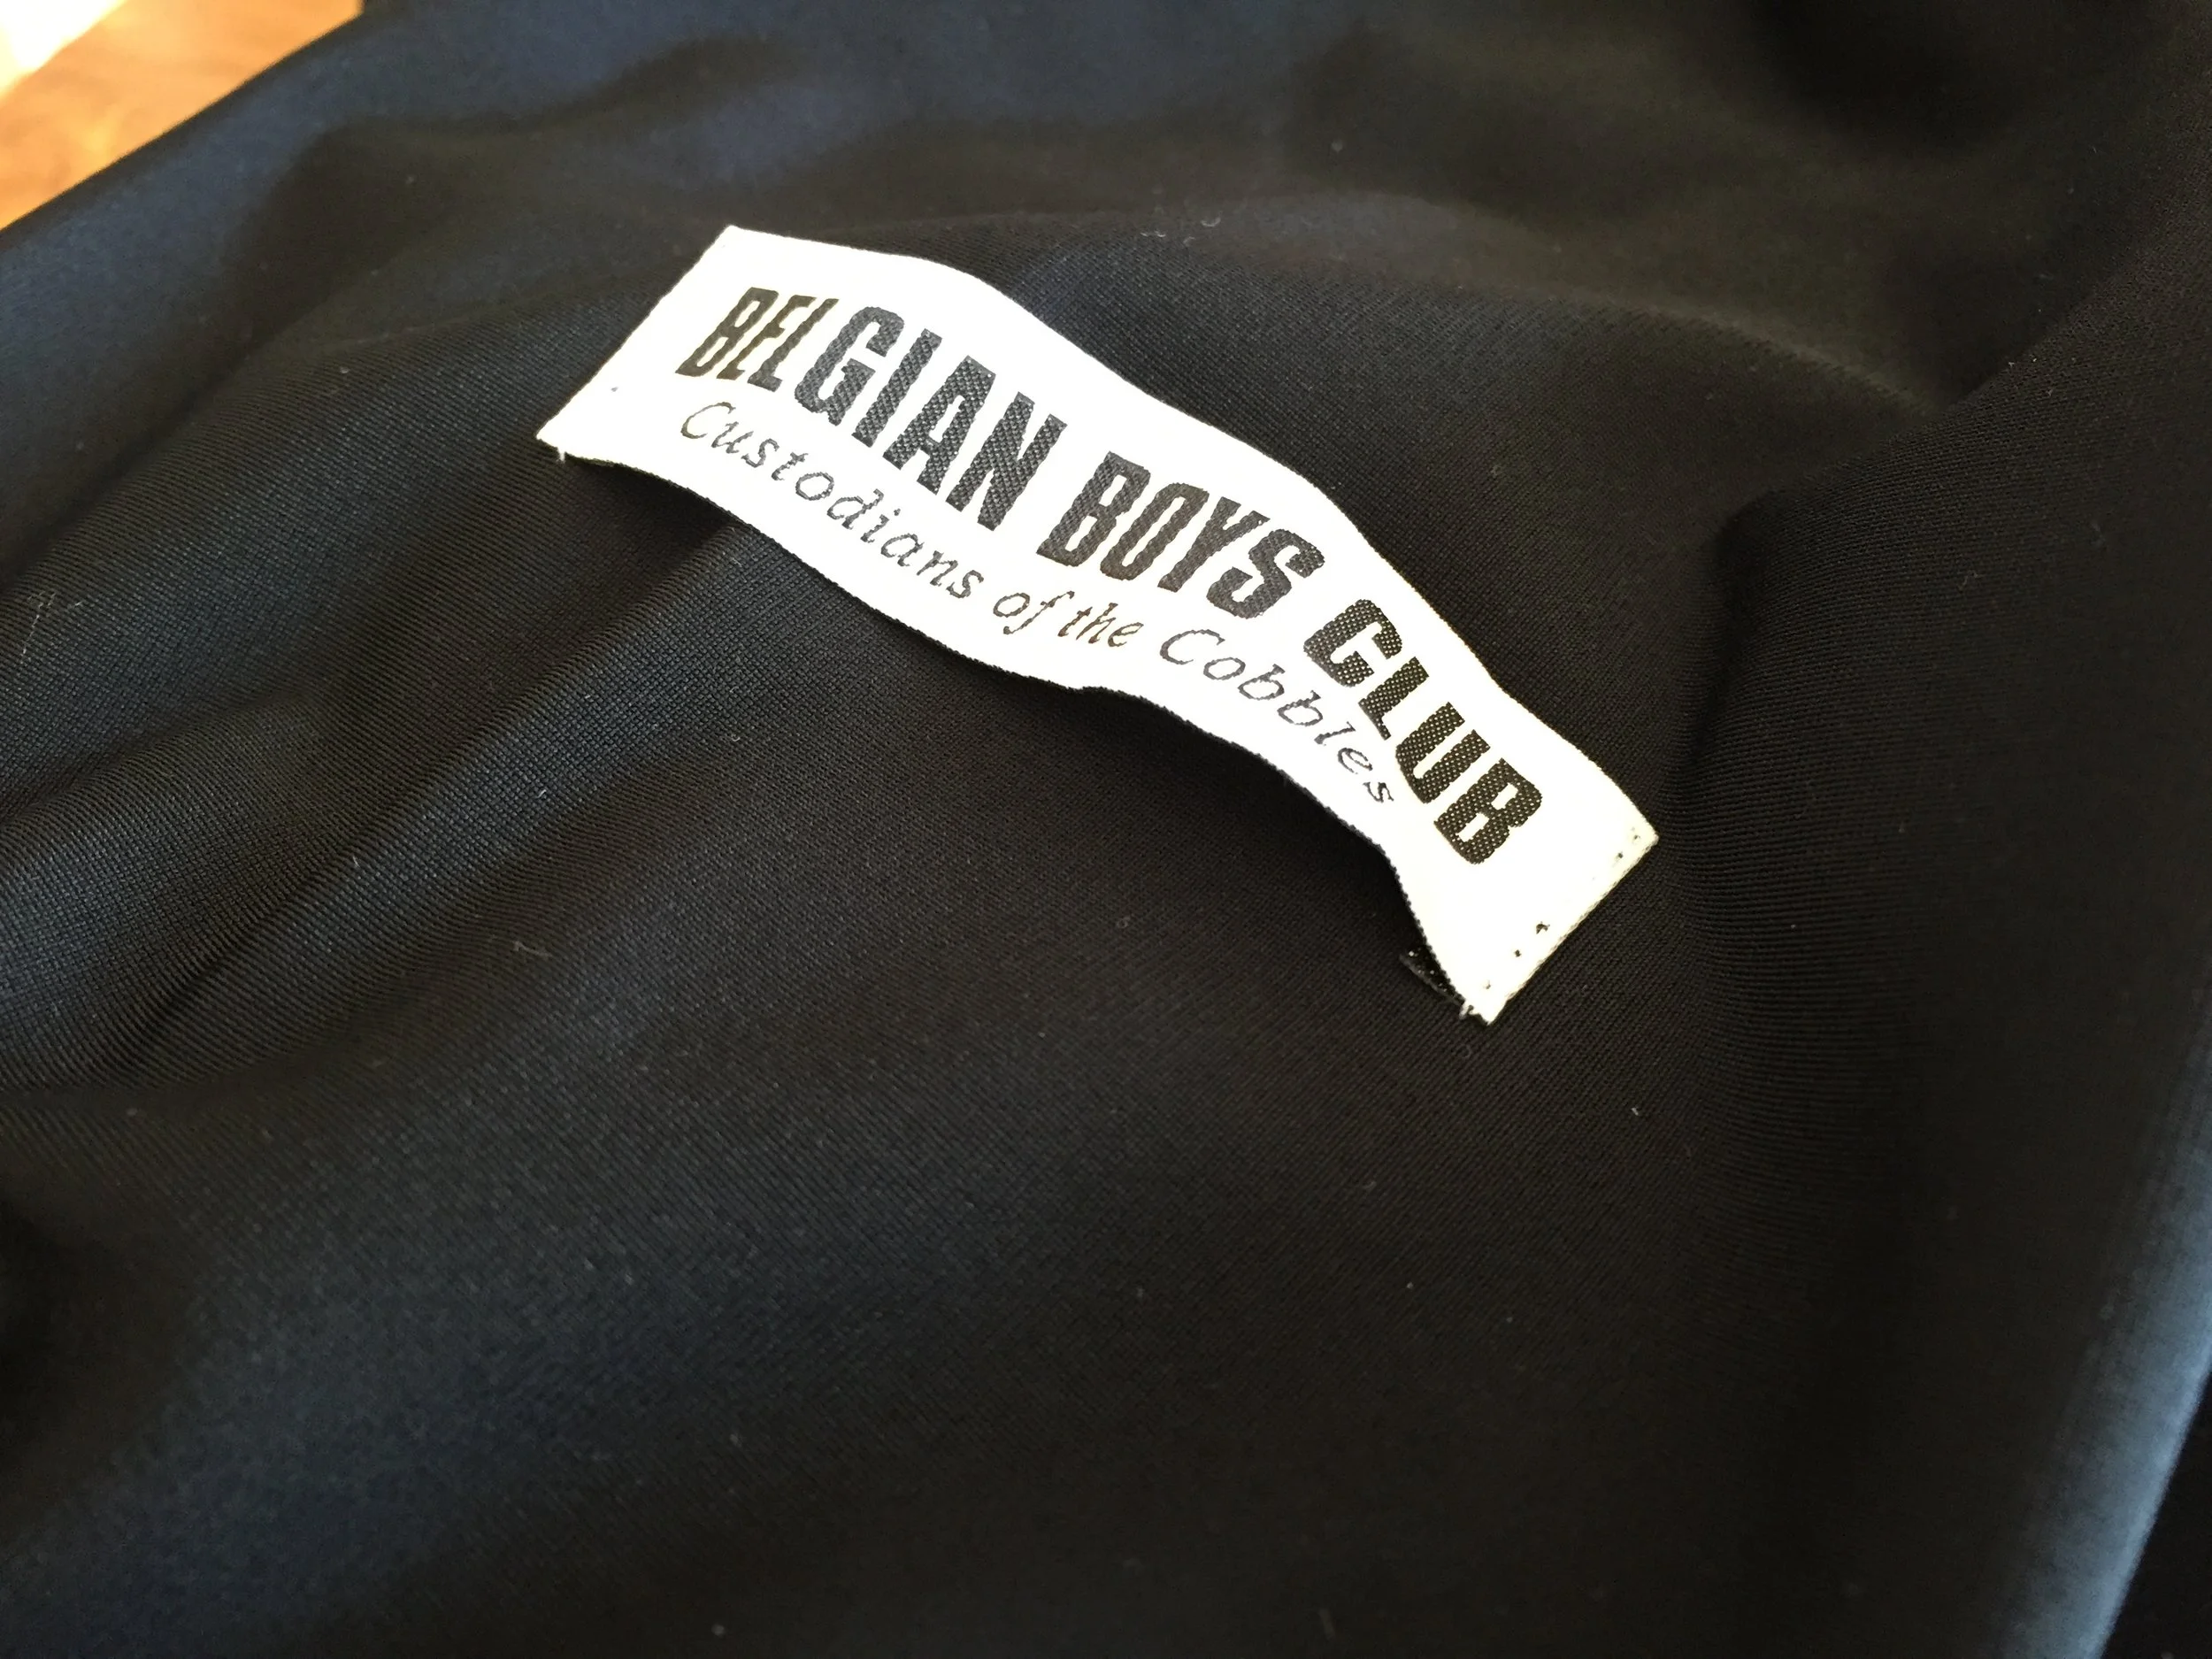 BELGIAN BOYS CLUB
Custodians of the Cobbles